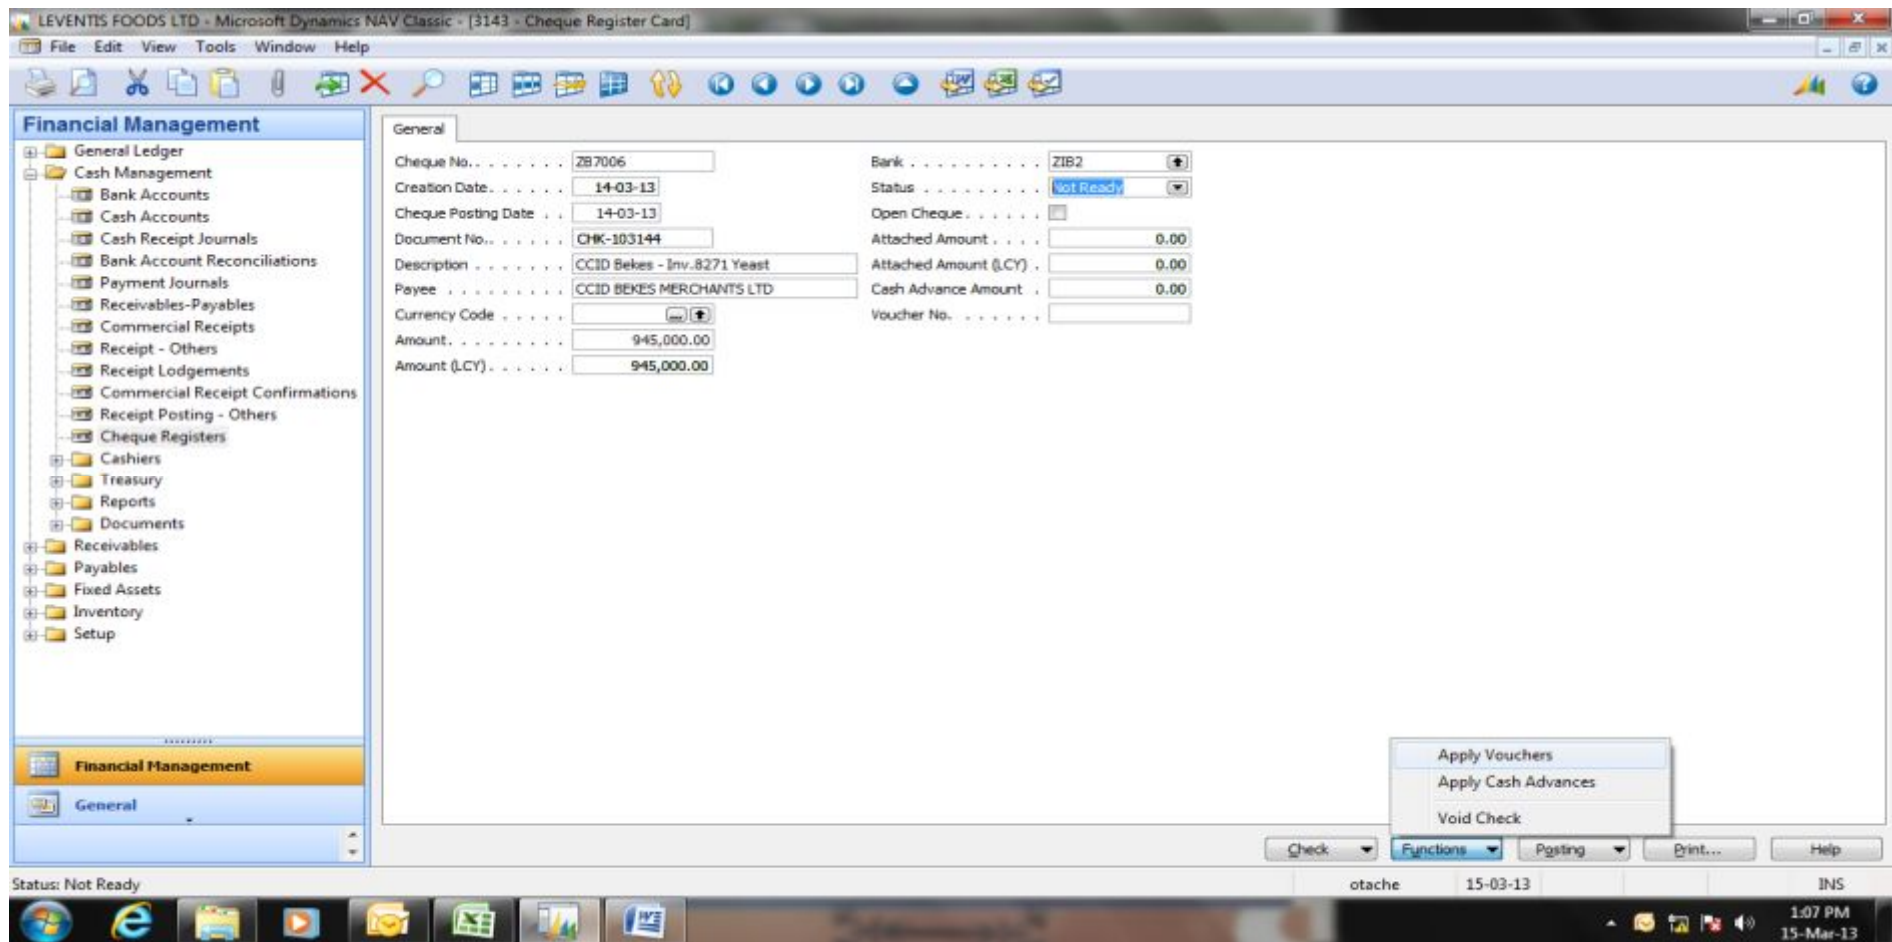 LEVENTIS FOODS LTD - Microsoft Dynamics NAV Classic - [3143 - Cheque Register Card]
File Edit View Tools Window Help
Financial Management
General Ledger
Cash Management
Bank Accounts
Cash Accounts
Cash Receipt Journals
Bank Account Reconciliations
Payment Journals
Receivables-Payables
Commercial Receipts
Receipt - Others
Receipt Lodgements
Commercial Receipt Confirmations
Receipt Posting - Others
Cheque Registers
Cashiers
Treasury
Reports
Documents
Receivables
Payables
Fixed Assets
Inventory
Setup
Financial Management
General
General
Cheque No. . . . . . . . ZB7006
Creation Date. . . . . . 14-03-13
Cheque Posting Date . . 14-03-13
Document No. . . . . . . CHK-103144
Description . . . . . . . CCID Bekes - Inv.8271 Yeast
Payee . . . . . . . . . CCID BEKES MERCHANTS LTD
Currency Code . . . . .
Amount. . . . . . . . . 945,000.00
Amount (LCY) . . . . . . 945,000.00
Bank . . . . . . . . . . ZIB2
Status . . . . . . . . . Not Ready
Open Cheque . . . . . .
Attached Amount . . . . 0.00
Attached Amount (LCY) . 0.00
Cash Advance Amount . 0.00
Voucher No. . . . . . .
Apply Vouchers
Apply Cash Advances
Void Check
Check Functions Posting Print... Help
Status: Not Ready otache 15-03-13 INS
1:07 PM
15-Mar-13